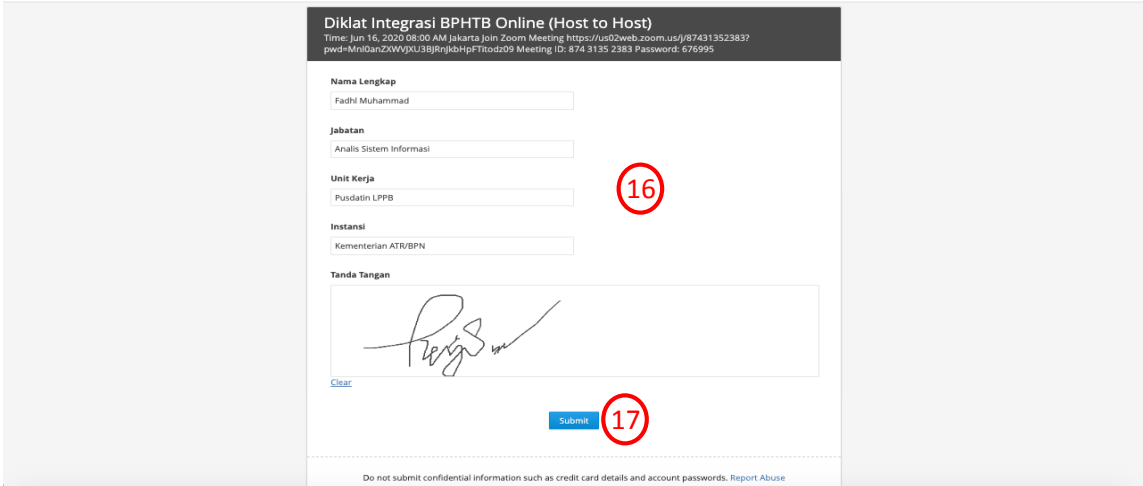 Diklat Integrasi BPHTB Online (Host to Host)
Time: Jun 16, 2020 08:00 AM Jakarta Join Zoom Meeting https://us02web.zoom.us/j/87431352383?
pwd=MnI0anZXWVJXU3BJRnJkbHpFTitodz09 Meeting ID: 874 3135 2383 Password: 676995
Nama Lengkap
Fadhl Muhammad
Jabatan
Analis Sistem Informasi
Unit Kerja
Pusdatin LPPB
16
Instansi
Kementerian ATR/BPN
Tanda Tangan
Clear
Submit
17
Do not submit confidential information such as credit card details and account passwords. Report Abuse